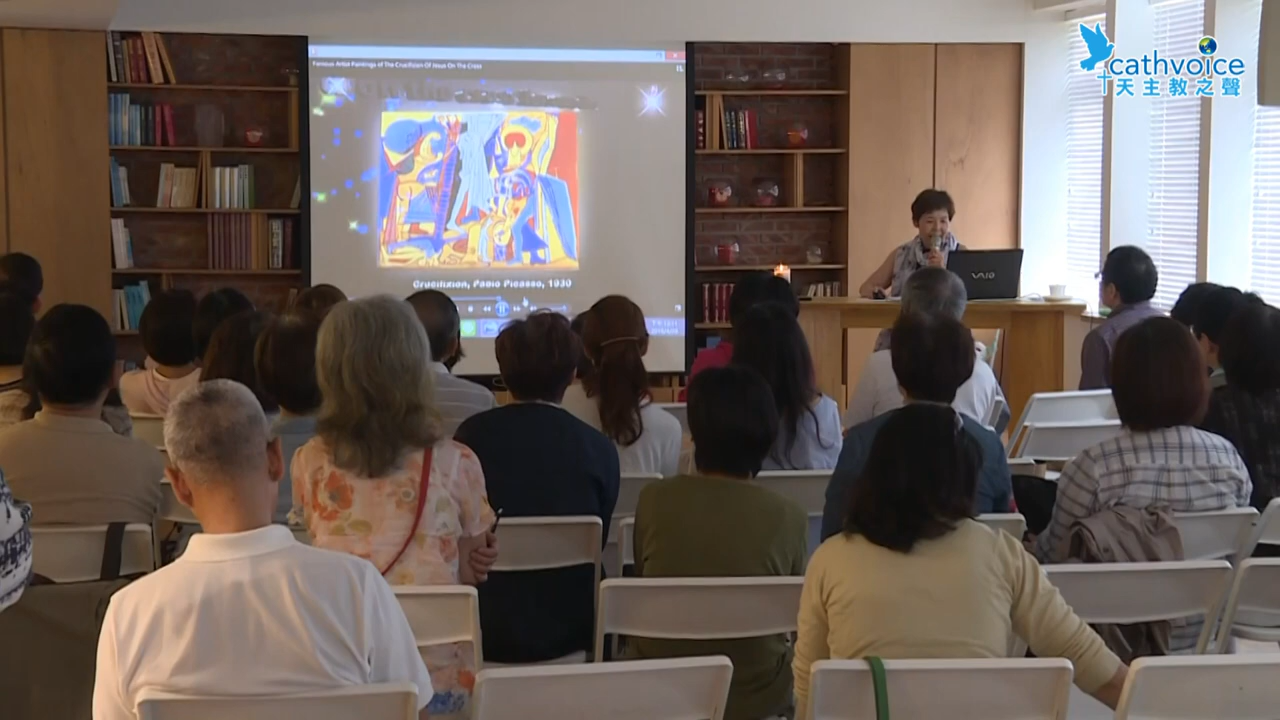 cathvoice
天主教之聲
Famous Artist Paintings of The Crucifixion Of Jesus On The Cross
Crucifixion, Pablo Picasso, 1930
VAIO